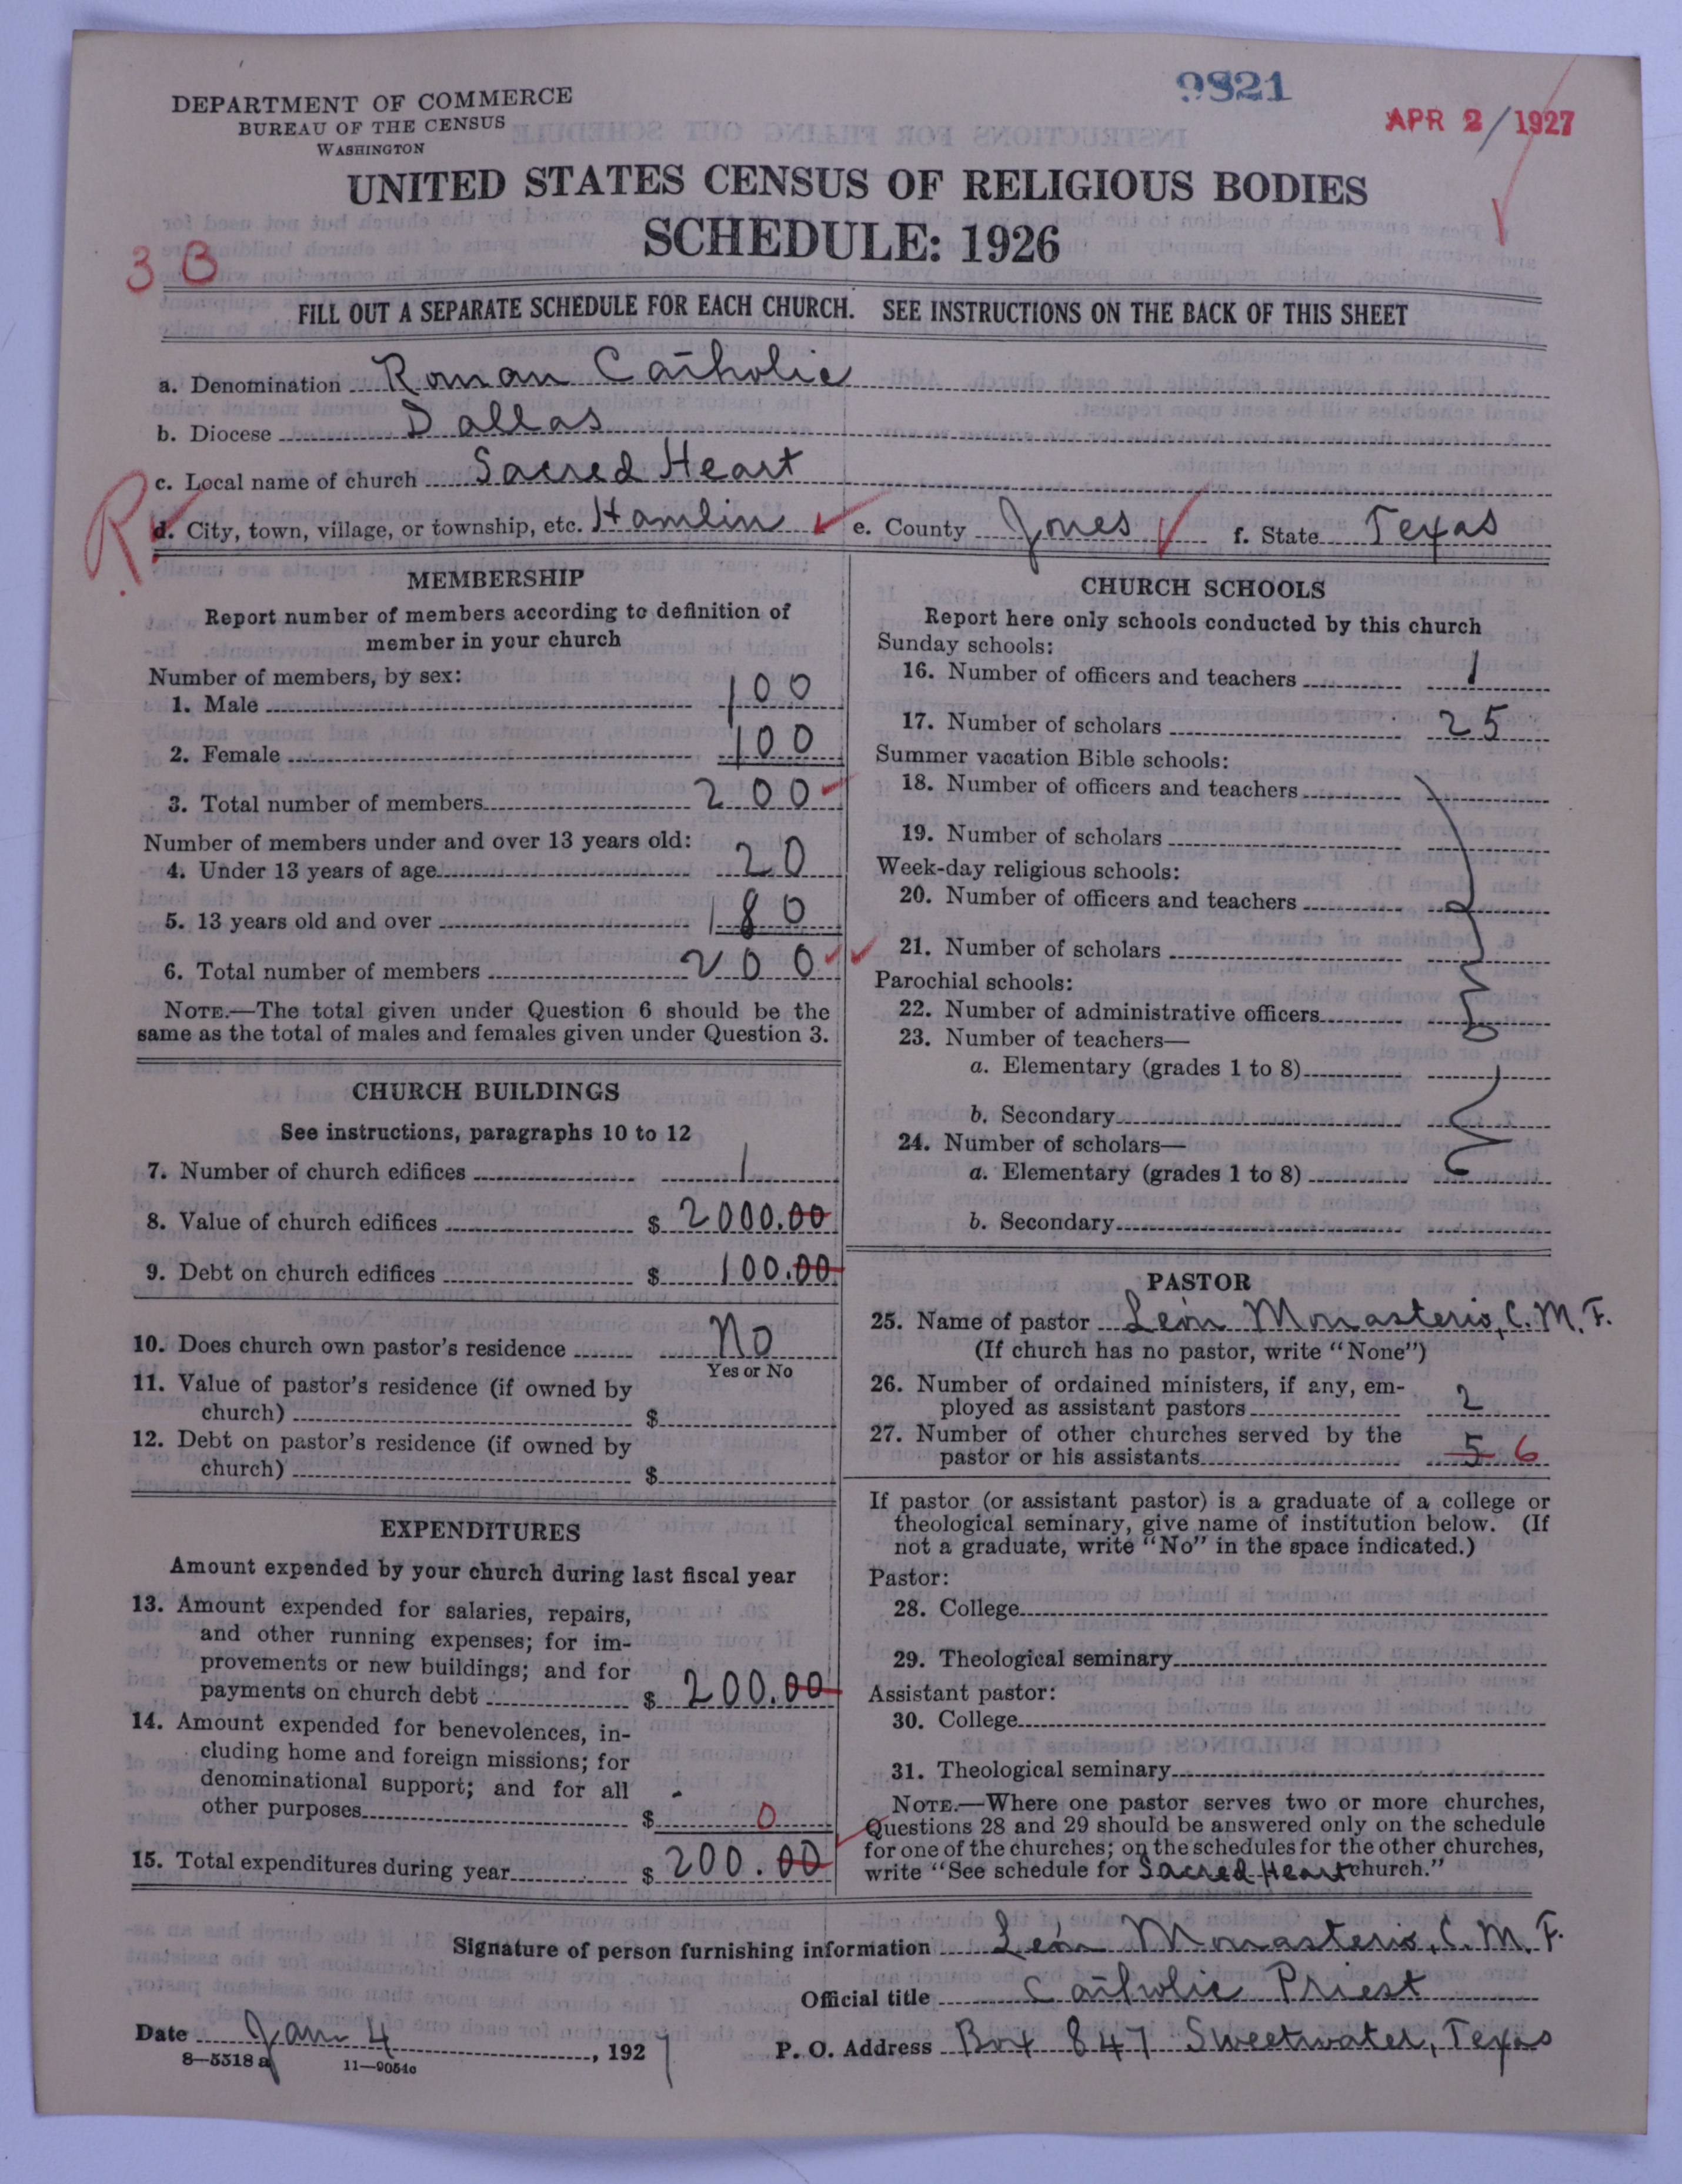 9821
APR 2 / 1927
DEPARTMENT OF COMMERCE
BUREAU OF THE CENSUS
WASHINGTON
UNITED STATES CENSUS OF RELIGIOUS BODIES
SCHEDULE: 1926
3 B
FILL OUT A SEPARATE SCHEDULE FOR EACH CHURCH. SEE INSTRUCTIONS ON THE BACK OF THIS SHEET
a. Denomination Roman Catholic
b. Diocese Dallas
c. Local name of church Sacred Heart
R
d. City, town, village, or township, etc. Hamlin e. County Jones f. State Texas
MEMBERSHIP
Report number of members according to definition of
member in your church
Number of members, by sex:
1. Male 100
2. Female 100
3. Total number of members 200
Number of members under and over 13 years old:
4. Under 13 years of age 20
5. 13 years old and over 180
6. Total number of members 200
NOTE.—The total given under Question 6 should be the
same as the total of males and females given under Question 3.
CHURCH BUILDINGS
See instructions, paragraphs 10 to 12
7. Number of church edifices 1
8. Value of church edifices $ 2000.00
9. Debt on church edifices $ 100.00
10. Does church own pastor's residence No
Yes or No
11. Value of pastor's residence (if owned by
church) $
12. Debt on pastor's residence (if owned by
church) $
EXPENDITURES
Amount expended by your church during last fiscal year
13. Amount expended for salaries, repairs,
and other running expenses; for im-
provements or new buildings; and for
payments on church debt $ 200.00
14. Amount expended for benevolences, in-
cluding home and foreign missions; for
denominational support; and for all
other purposes $ 0
15. Total expenditures during year $ 200.00
CHURCH SCHOOLS
Report here only schools conducted by this church
Sunday schools:
16. Number of officers and teachers 1
17. Number of scholars 25
Summer vacation Bible schools:
18. Number of officers and teachers
19. Number of scholars
Week-day religious schools:
20. Number of officers and teachers
21. Number of scholars
Parochial schools:
22. Number of administrative officers
23. Number of teachers—
a. Elementary (grades 1 to 8)
b. Secondary
24. Number of scholars—
a. Elementary (grades 1 to 8)
b. Secondary
PASTOR
25. Name of pastor León Monasterio, C. M. F.
(If church has no pastor, write "None")
26. Number of ordained ministers, if any, em-
ployed as assistant pastors 2
27. Number of other churches served by the
pastor or his assistants 5 6
If pastor (or assistant pastor) is a graduate of a college or
theological seminary, give name of institution below. (If
not a graduate, write "No" in the space indicated.)
Pastor:
28. College
29. Theological seminary
Assistant pastor:
30. College
31. Theological seminary
NOTE.—Where one pastor serves two or more churches,
Questions 28 and 29 should be answered only on the schedule
for one of the churches; on the schedules for the other churches,
write "See schedule for Sacred Heart church."
Signature of person furnishing information León Monasterio, C. M. F.
Official title Catholic Priest
Date Jan 4, 1927 P. O. Address Box 847 Sweetwater, Texas
8—5318 a 11—9054c